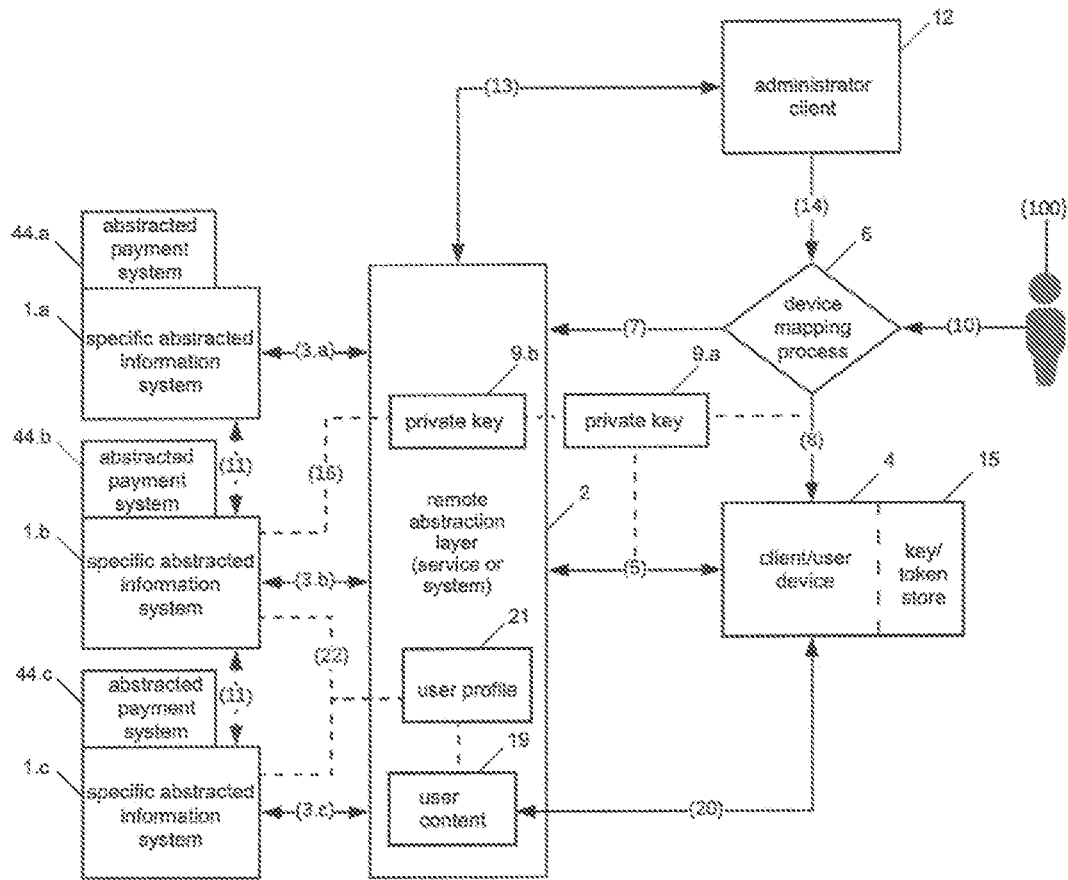 12
(13)
administrator
client
(14)
(100)
44.a
abstracted
payment
system
6
1.a
device
mapping
process
specific abstracted
information
system
(7)
(10)
(3.a)
9.b
9.a
private key
private key
44.b
abstracted
payment
system
(11)
(16)
(8)
4
15
remote
abstraction
layer
(service or
system)
2
1.b
specific abstracted
information
system
client/user
device
key/
token
store
(3.b)
(5)
21
(22)
44.c
abstracted
payment
system
(11)
user profile
19
1.c
specific abstracted
information
system
user
content
(3.c)
(20)